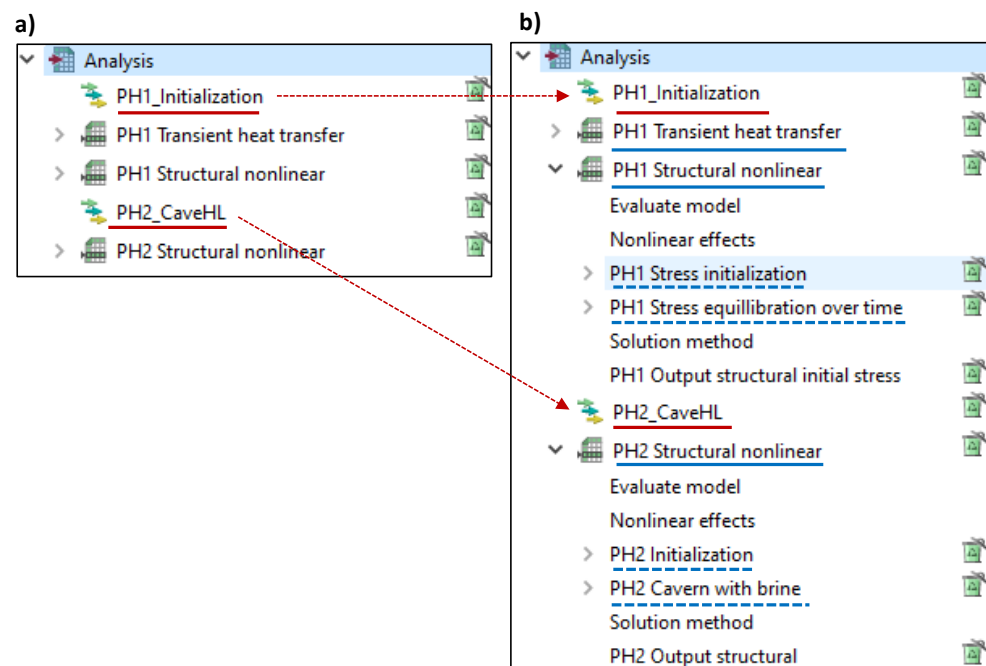 a)
Analysis
PH1_Initialization
PH1 Transient heat transfer
PH1 Structural nonlinear
PH2_CaveHL
PH2 Structural nonlinear
b)
Analysis
PH1_Initialization
PH1 Transient heat transfer
PH1 Structural nonlinear
Evaluate model
Nonlinear effects
PH1 Stress initialization
PH1 Stress equillibration over time
Solution method
PH1 Output structural initial stress
PH2_CaveHL
PH2 Structural nonlinear
Evaluate model
Nonlinear effects
PH2 Initialization
PH2 Cavern with brine
Solution method
PH2 Output structural